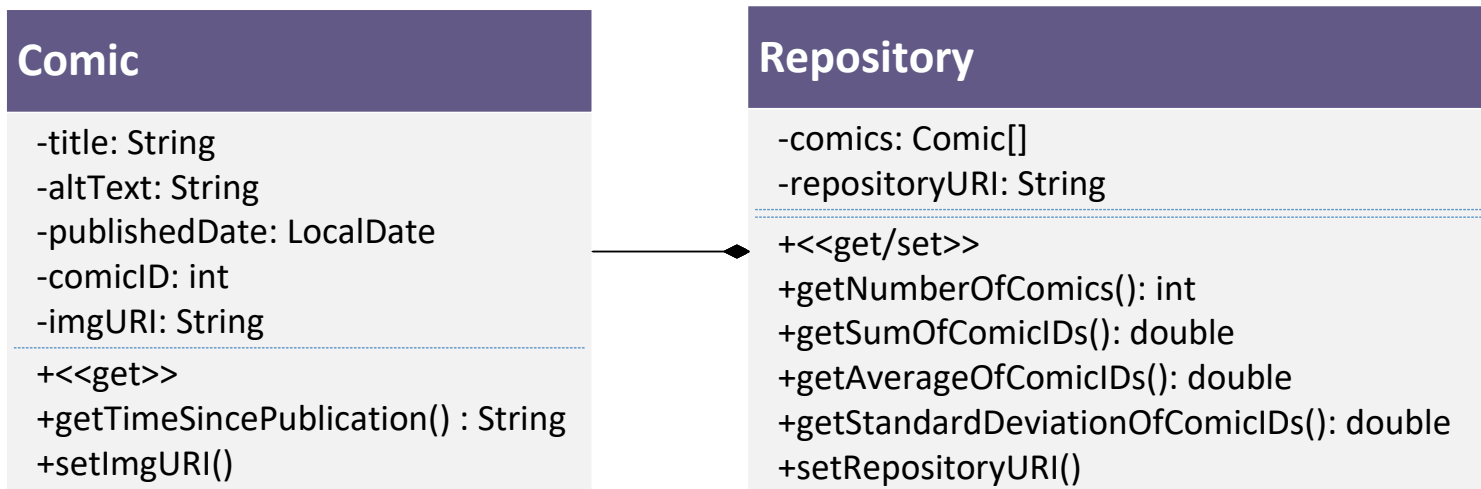 Comic
-title: String
-altText: String
-publishedDate: LocalDate
-comicID: int
-imgURI: String
+<<get>>
+getTimeSincePublication() : String
+setImgURI()
Repository
-comics: Comic[]
-repositoryURI: String
+<<get/set>>
+getNumberOfComics(): int
+getSumOfComicIDs(): double
+getAverageOfComicIDs(): double
+getStandardDeviationOfComicIDs(): double
+setRepositoryURI()